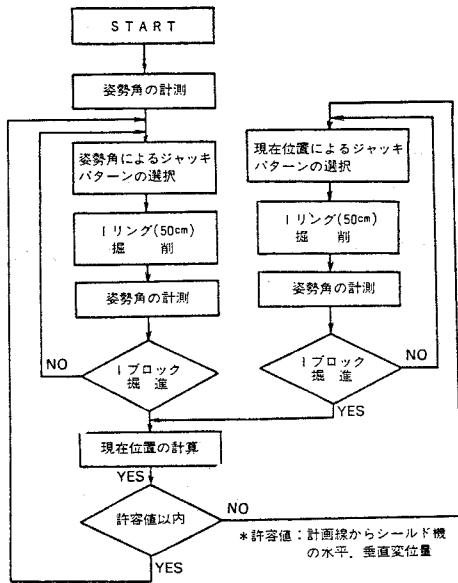 START
姿勢角の計測
姿勢角によるジャッキ
パターンの選択
1リング(50cm)
掘 削
姿勢角の計測
NO
1ブロック
掘 進
YES
現在位置によるジャッキ
パターンの選択
1リング(50cm)
掘 削
姿勢角の計測
NO
1ブロック
掘 進
YES
現在位置の計算
YES
許容値以内
NO
YES
*許容値:計画線からシールド機
の水平.垂直変位量